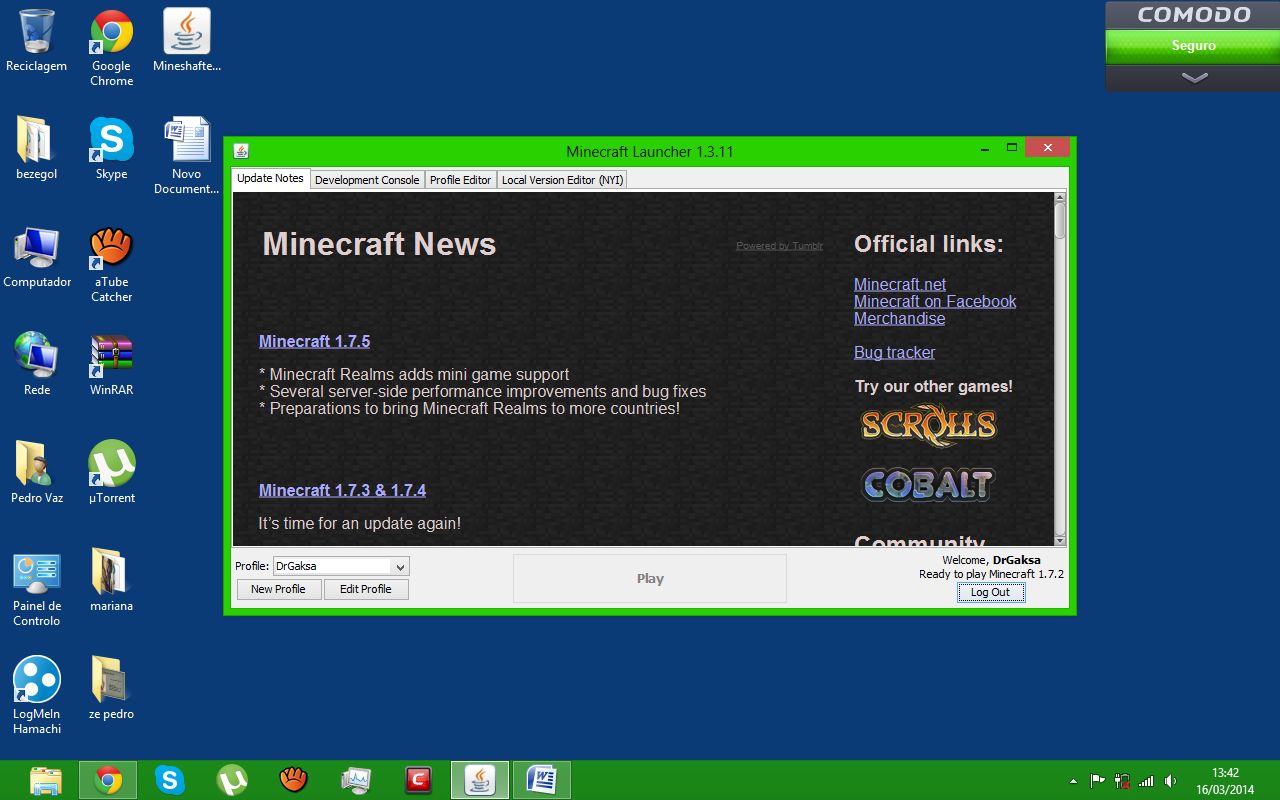 Reciclagem
Google
Chrome
Mineshafte...
bezegol
Skype
Novo
Document...
Computador
aTube
Catcher
Rede
WinRAR
Pedro Vaz
µTorrent
Painel de
Controlo
mariana
LogMeIn
Hamachi
ze pedro
COMODO
Seguro
Minecraft Launcher 1.3.11
Update Notes
Development Console
Profile Editor
Local Version Editor (NYI)
Minecraft News
Powered by Tumblr
Minecraft 1.7.5
* Minecraft Realms adds mini game support
* Several server-side performance improvements and bug fixes
* Preparations to bring Minecraft Realms to more countries!
Minecraft 1.7.3 & 1.7.4
It’s time for an update again!
Official links:
Minecraft.net
Minecraft on Facebook
Merchandise
Bug tracker
Try our other games!
SCROLLS
COBALT
Community
Profile: DrGaksa
New Profile
Edit Profile
Play
Welcome, DrGaksa
Ready to play Minecraft 1.7.2
Log Out
13:42
16/03/2014